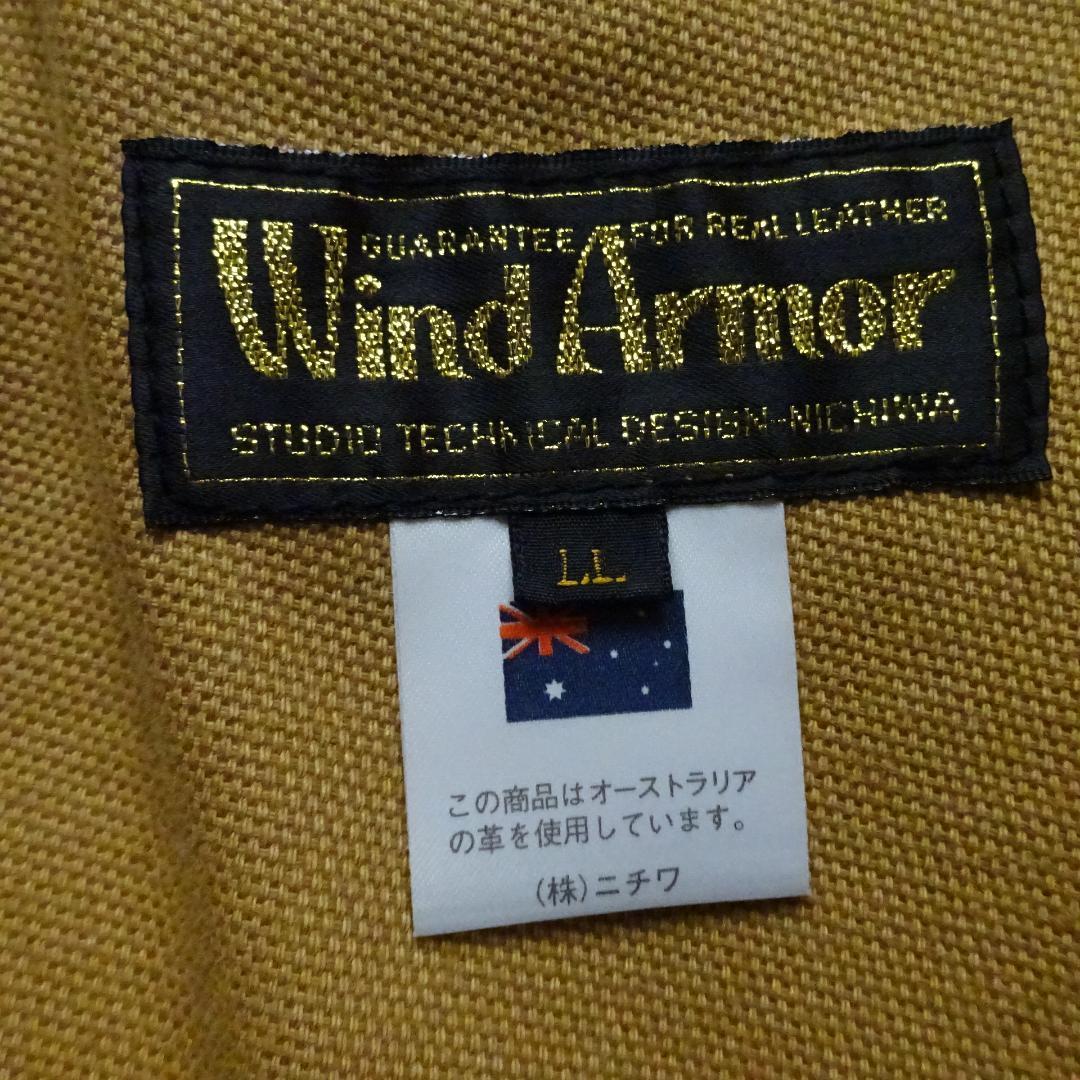 GUARANTEE FOR REAL LEATHER
Wind Armor
STUDIO TECHNICAL DESIGN-NICHIWA
LL
この商品はオーストラリア
の革を使用しています。
(株)ニチワ